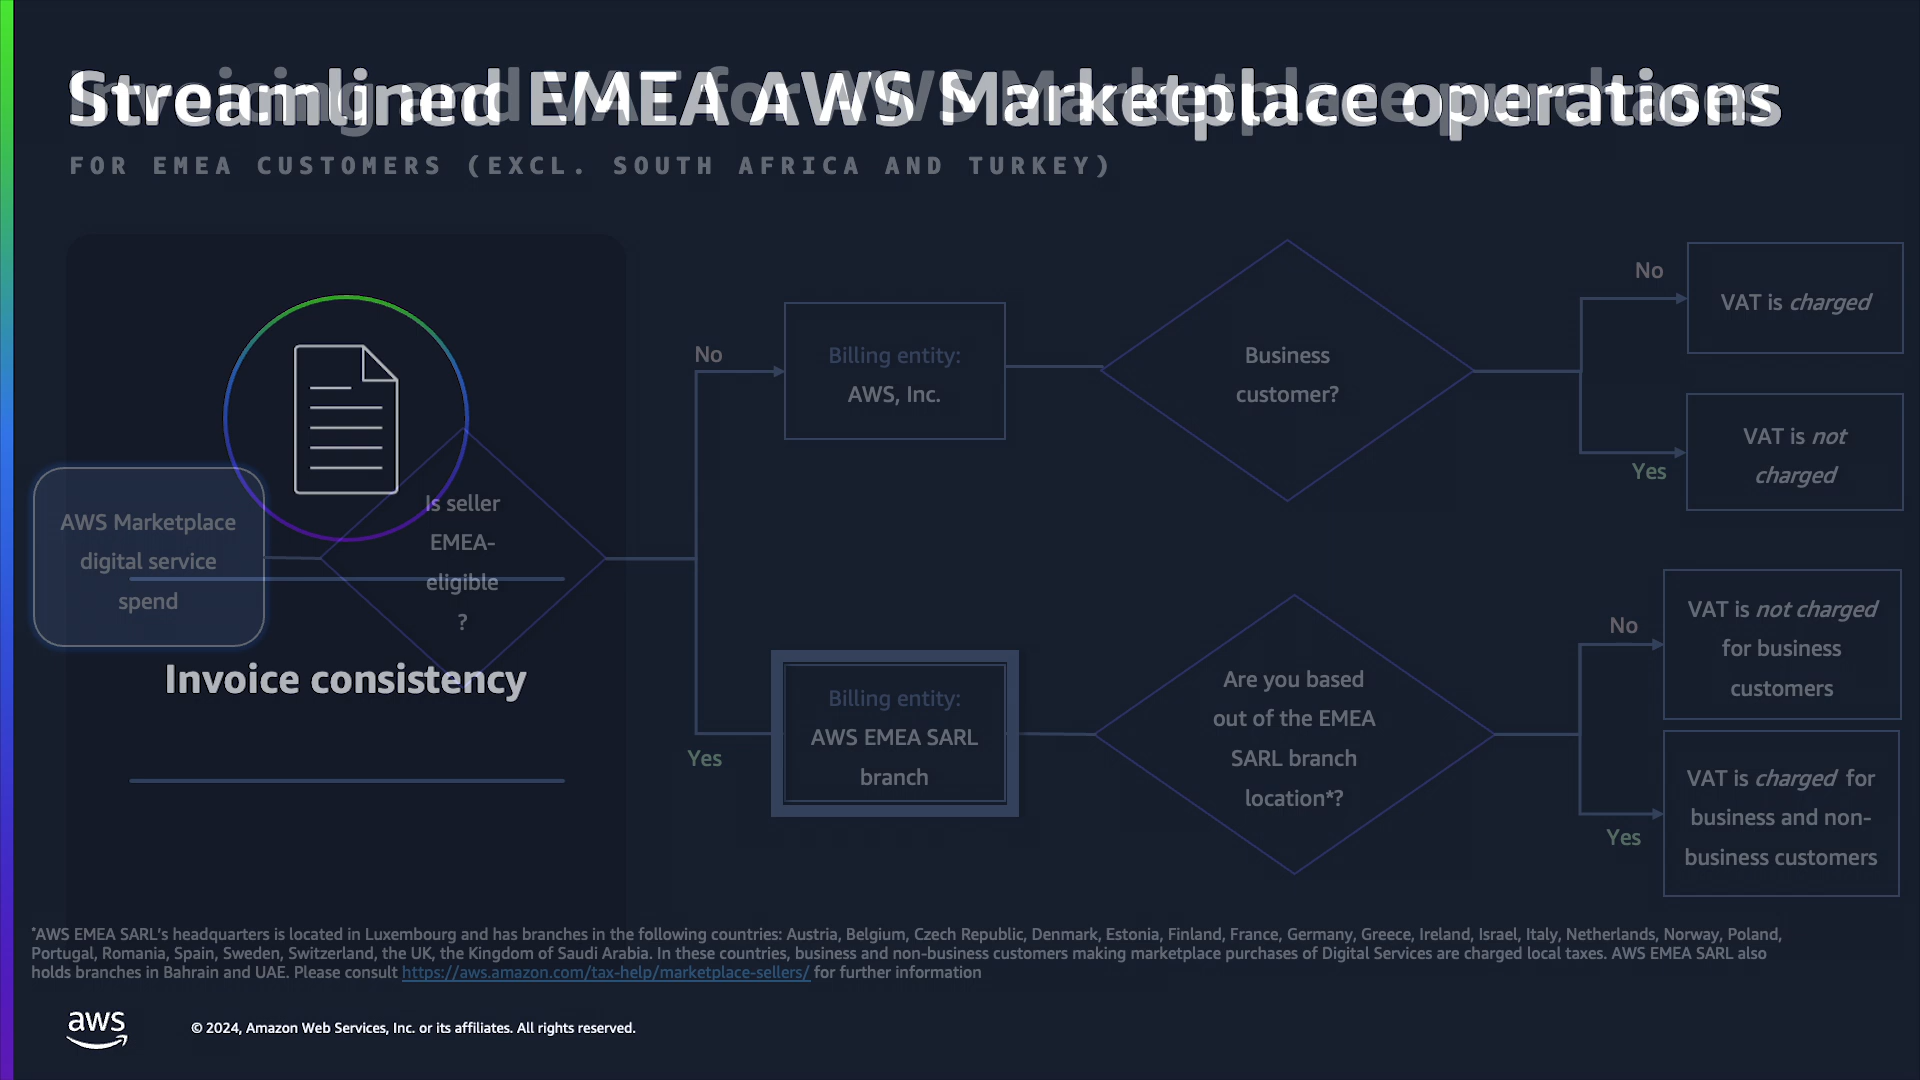 Streamlined EMEA AWS Marketplace operations
Invoicing and VAT for AWS Marketplace purchases
FOR EMEA CUSTOMERS (EXCL. SOUTH AFRICA AND TURKEY)
AWS Marketplace
digital service
spend
Is seller
EMEA-
eligible
?
Invoice consistency
No
Billing entity:
AWS, Inc.
Business
customer?
No
VAT is charged
Yes
VAT is not
charged
Yes
Billing entity:
AWS EMEA SARL
branch
Are you based
out of the EMEA
SARL branch
location*?
No
VAT is not charged
for business
customers
Yes
VAT is charged for
business and non-
business customers
*AWS EMEA SARL's headquarters is located in Luxembourg and has branches in the following countries: Austria, Belgium, Czech Republic, Denmark, Estonia, Finland, France, Germany, Greece, Ireland, Israel, Italy, Netherlands, Norway, Poland,
Portugal, Romania, Spain, Sweden, Switzerland, the UK, the Kingdom of Saudi Arabia. In these countries, business and non-business customers making marketplace purchases of Digital Services are charged local taxes. AWS EMEA SARL also
holds branches in Bahrain and UAE. Please consult https://aws.amazon.com/tax-help/marketplace-sellers/ for further information
aws
© 2024, Amazon Web Services, Inc. or its affiliates. All rights reserved.